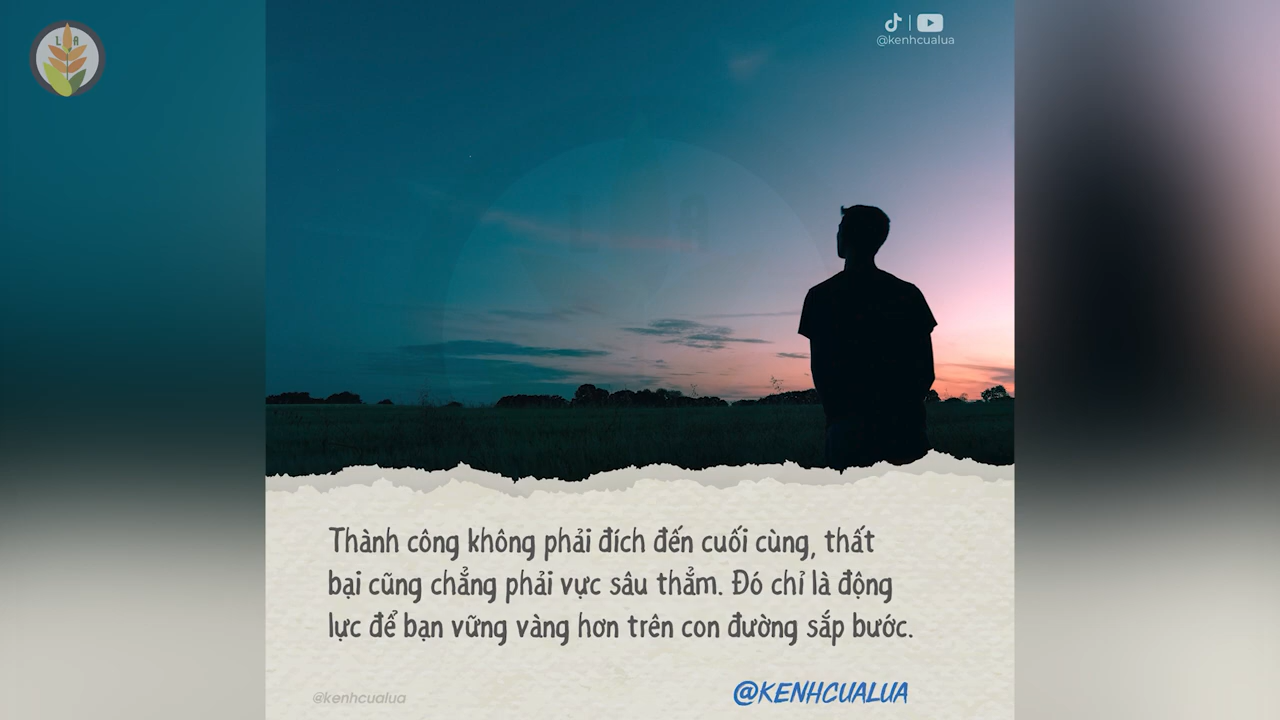 L A
@kenhcualua
L A
Thành công không phải đích đến cuối cùng, thất
bại cũng chẳng phải vực sâu thẳm. Đó chỉ là động
lực để bạn vững vàng hơn trên con đường sắp bước.
@kenhcualua
@KENHCUALUA